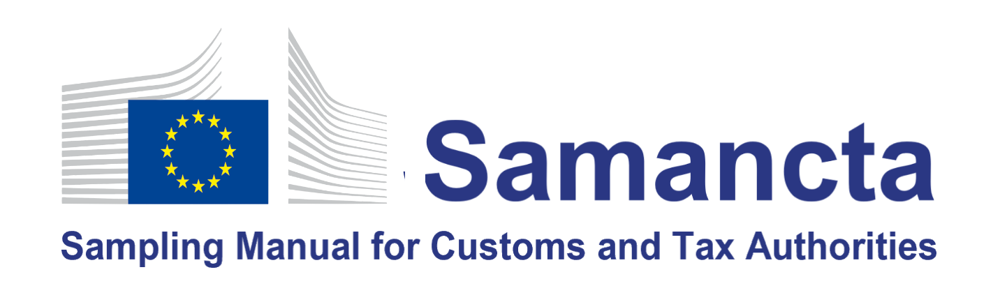 Samancta
Sampling Manual for Customs and Tax Authorities